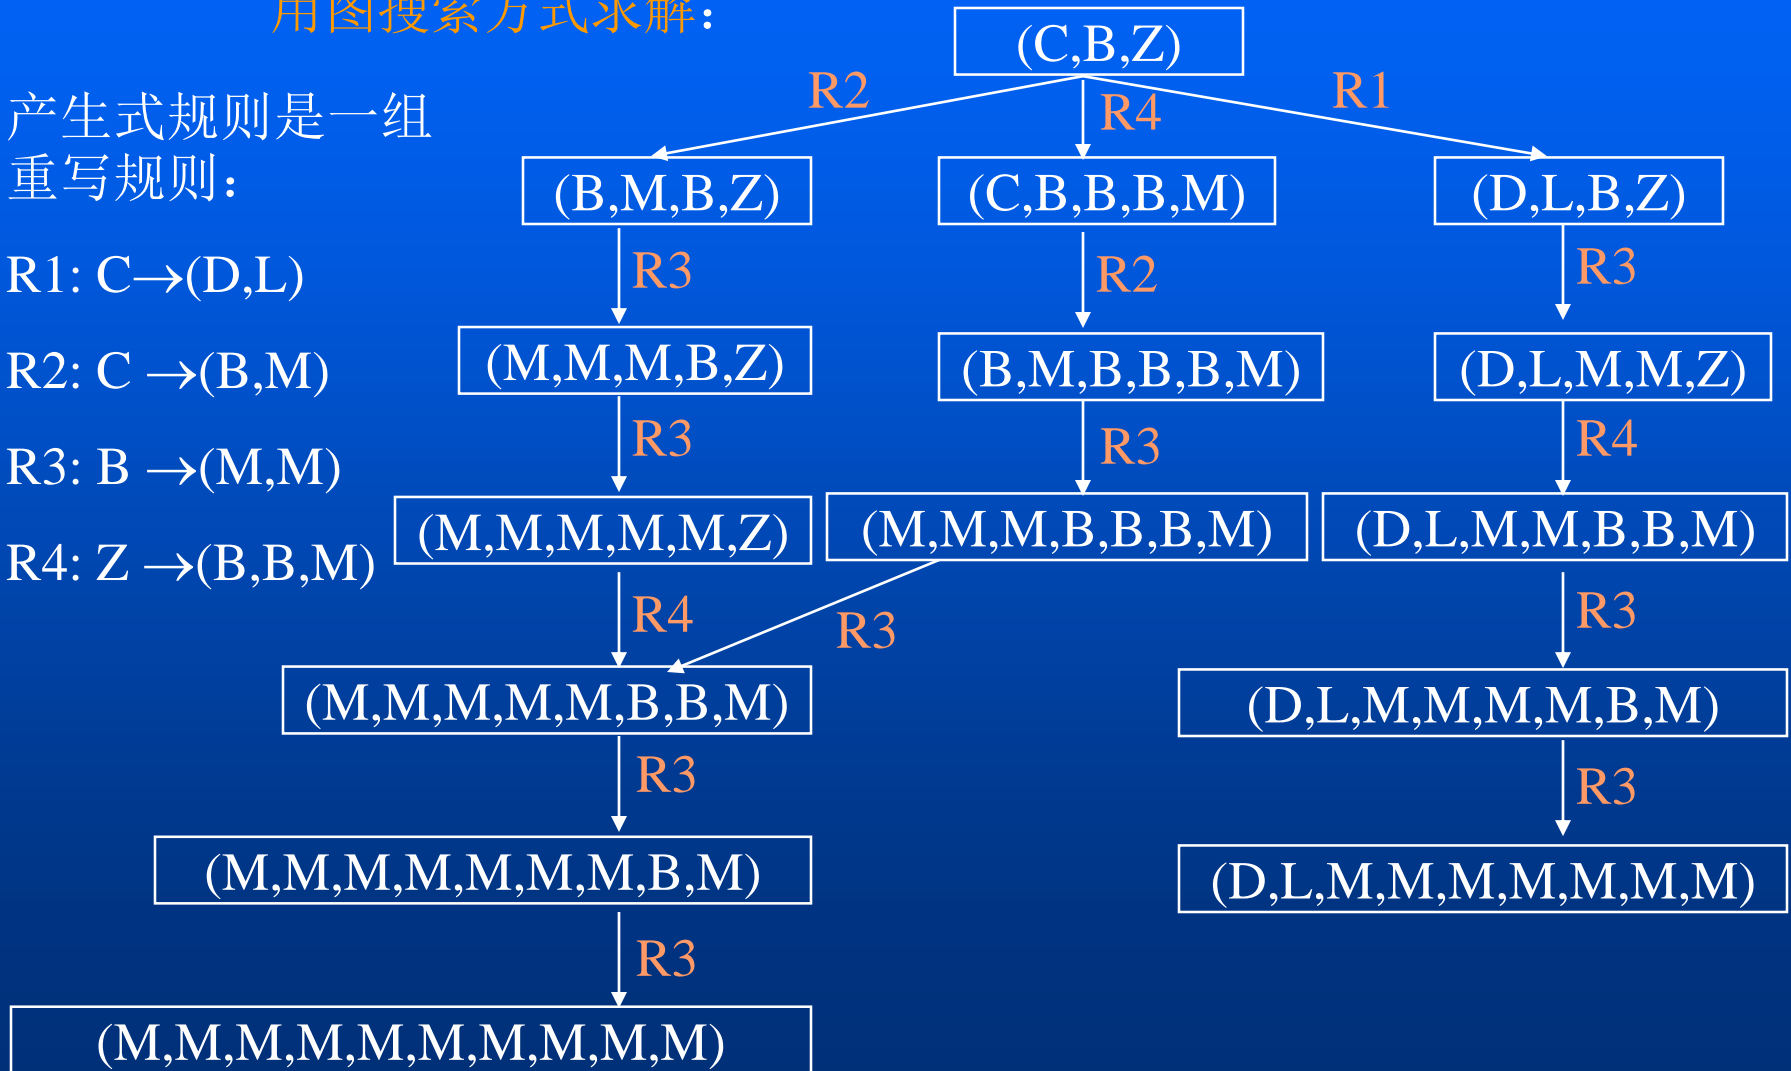 用图搜索方式求解：
产生式规则是一组
重写规则：
R1: C→(D,L)
R2: C →(B,M)
R3: B →(M,M)
R4: Z →(B,B,M)
(C,B,Z)
R2
R4
R1
(B,M,B,Z)
(C,B,B,B,M)
(D,L,B,Z)
R3
R2
R3
(M,M,M,B,Z)
(B,M,B,B,B,M)
(D,L,M,M,Z)
R3
R3
R4
(M,M,M,M,M,Z)
(M,M,M,B,B,B,M)
(D,L,M,M,B,B,M)
R4
R3
R3
(M,M,M,M,M,B,B,M)
(D,L,M,M,M,M,B,M)
R3
R3
(M,M,M,M,M,M,M,B,M)
(D,L,M,M,M,M,M,M,M)
R3
(M,M,M,M,M,M,M,M,M,M)